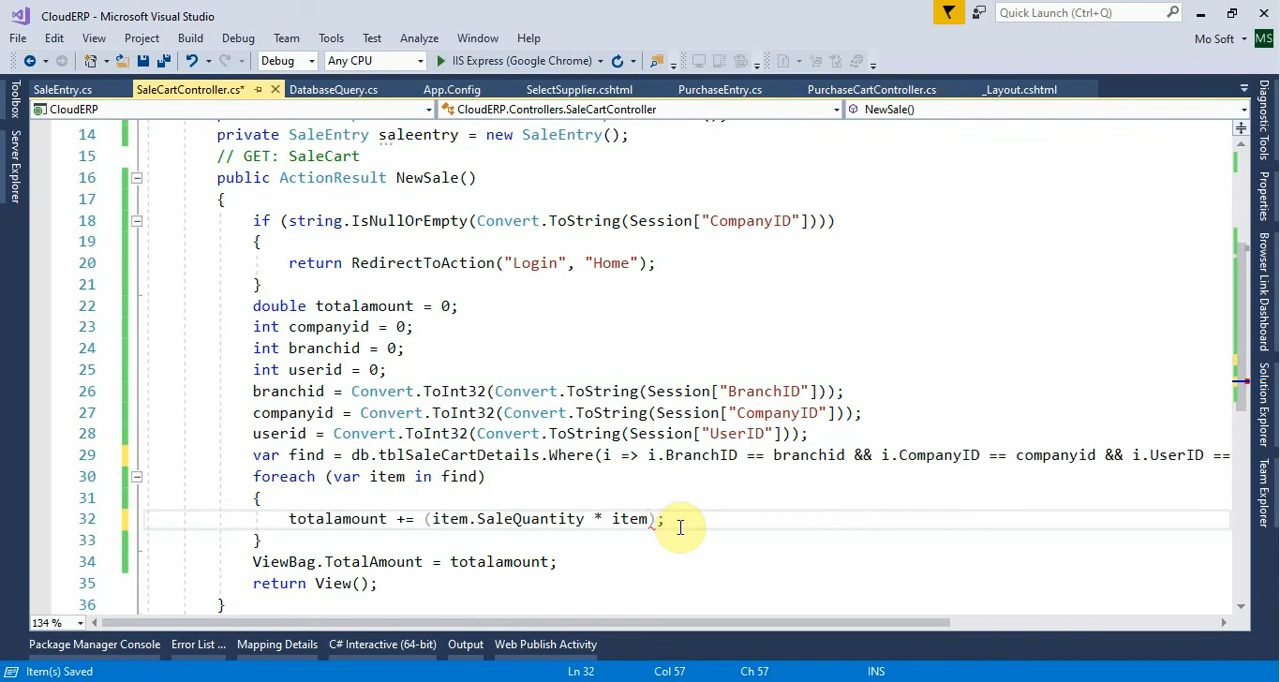 CloudERP - Microsoft Visual Studio
Quick Launch (Ctrl+Q)
File Edit View Project Build Debug Team Tools Test Analyze Window Help
Mo Soft MS
Debug Any CPU IIS Express (Google Chrome)
SaleEntry.cs SaleCartController.cs* DatabaseQuery.cs App.Config SelectSupplier.cshtml PurchaseEntry.cs PurchaseCartController.cs _Layout.cshtml
CloudERP CloudERP.Controllers.SaleCartController NewSale()
14 private SaleEntry saleentry = new SaleEntry();
15 // GET: SaleCart
16 public ActionResult NewSale()
17 {
18 if (string.IsNullOrEmpty(Convert.ToString(Session["CompanyID"])))
19 {
20 return RedirectToAction("Login", "Home");
21 }
22 double totalamount = 0;
23 int companyid = 0;
24 int branchid = 0;
25 int userid = 0;
26 branchid = Convert.ToInt32(Convert.ToString(Session["BranchID"]));
27 companyid = Convert.ToInt32(Convert.ToString(Session["CompanyID"]));
28 userid = Convert.ToInt32(Convert.ToString(Session["UserID"]));
29 var find = db.tblSaleCartDetails.Where(i => i.BranchID == branchid && i.CompanyID == companyid && i.UserID ==
30 foreach (var item in find)
31 {
32 totalamount += (item.SaleQuantity * item);
33 }
34 ViewBag.TotalAmount = totalamount;
35 return View();
36 }
134 %
Toolbox
Server Explorer
Diagnostic Tools
Properties
Browser Link Dashboard
Solution Explorer
Team Explorer
Package Manager Console Error List ... Mapping Details C# Interactive (64-bit) Output Web Publish Activity
Item(s) Saved Ln 32 Col 57 Ch 57 INS